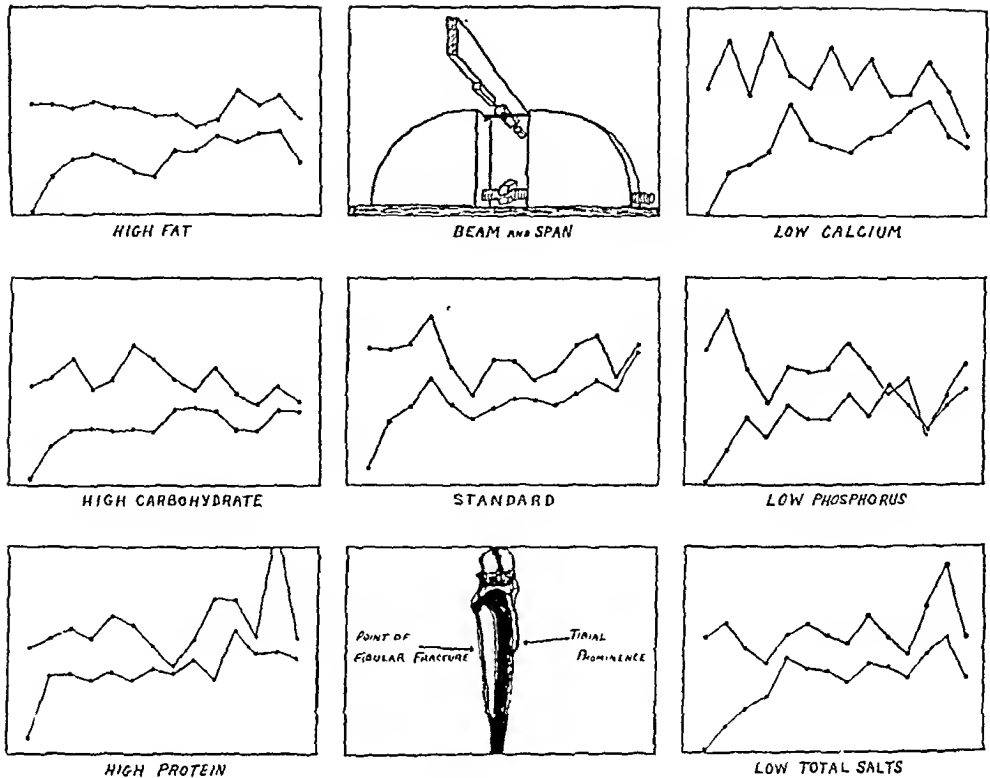 HIGH FAT
BEAM AND SPAN
LOW CALCIUM
HIGH CARBOHYDRATE
STANDARD
LOW PHOSPHORUS
POINT OF
FIBULAR FRACTURE
TIBIAL
PROMINENCE
HIGH PROTEIN
LOW TOTAL SALTS